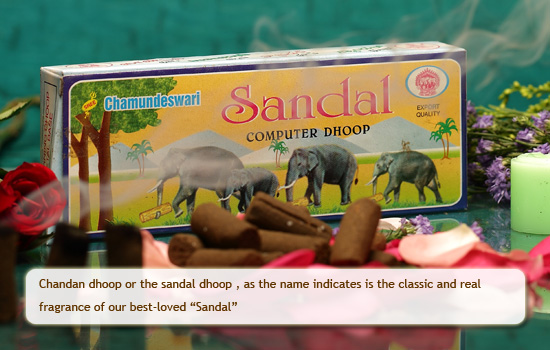 Chamundeswari
Sandal
COMPUTER DHOOP
EXPORT
QUALITY
Chandan dhoop or the sandal dhoop , as the name indicates is the classic and real
fragrance of our best-loved “Sandal”